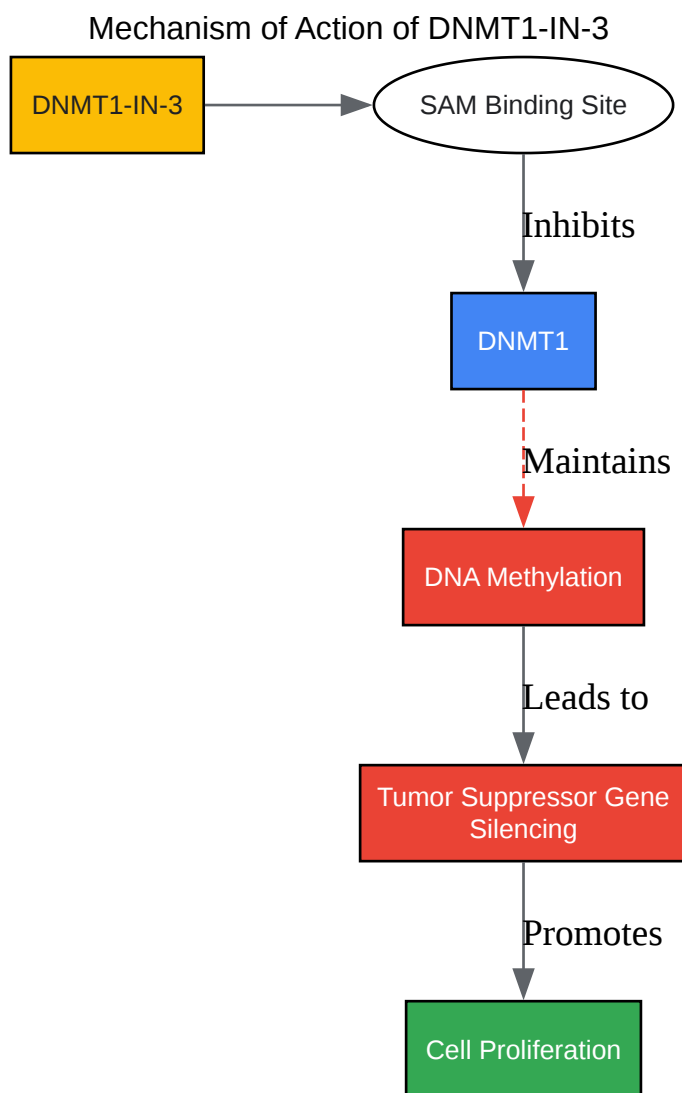 Mechanism of Action of DNMT1-IN-3
DNMT1-IN-3
SAM Binding Site
Inhibits
DNMT1
Maintains
DNA Methylation
Leads to
Tumor Suppressor Gene
Silencing
Promotes
Cell Proliferation